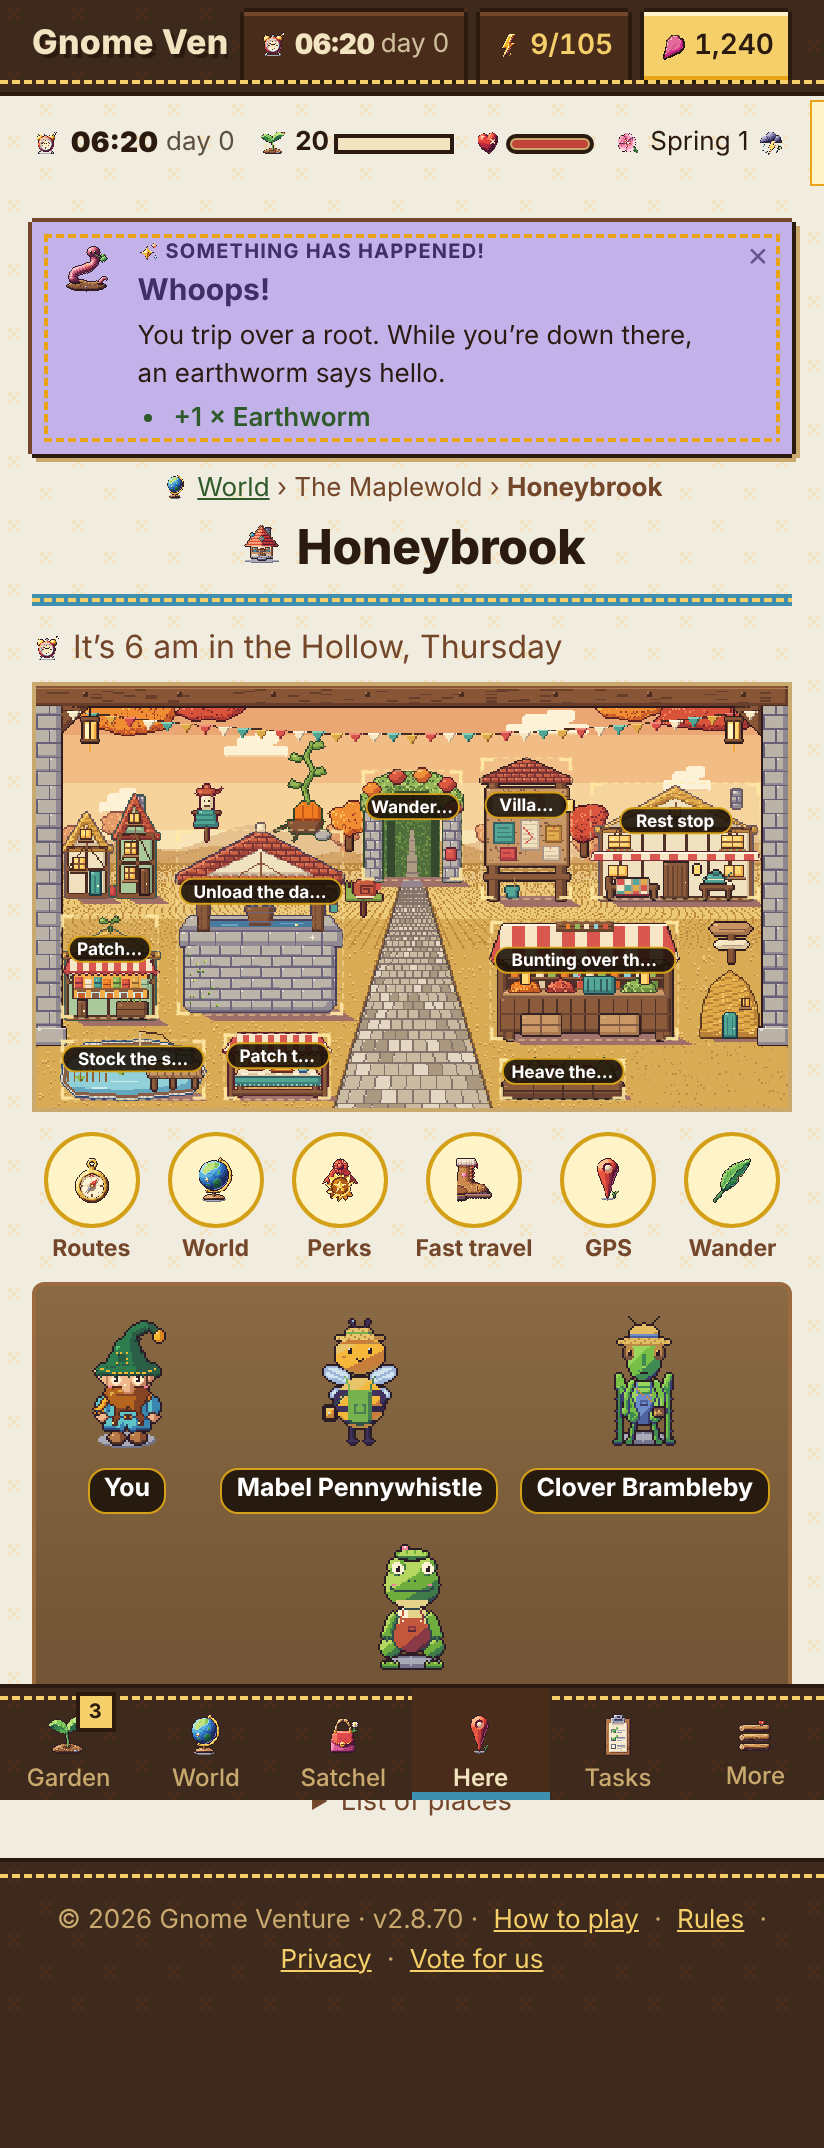 Gnome Ven
06:20 day 0
9/105
1,240
06:20 day 0
20
Spring 1
SOMETHING HAS HAPPENED!
Whoops!
You trip over a root. While you’re down there,
an earthworm says hello.
• +1 × Earthworm
World › The Maplewold › Honeybrook
Honeybrook
It’s 6 am in the Hollow, Thursday
Wander…
Villa…
Rest stop
Unload the da…
Patch…
Bunting over th…
Stock the s…
Patch t…
Heave the…
Routes
World
Perks
Fast travel
GPS
Wander
You
Mabel Pennywhistle
Clover Brambleby
3
Garden
World
Satchel
Here
Tasks
More
List of places
© 2026 Gnome Venture · v2.8.70 · How to play · Rules ·
Privacy · Vote for us